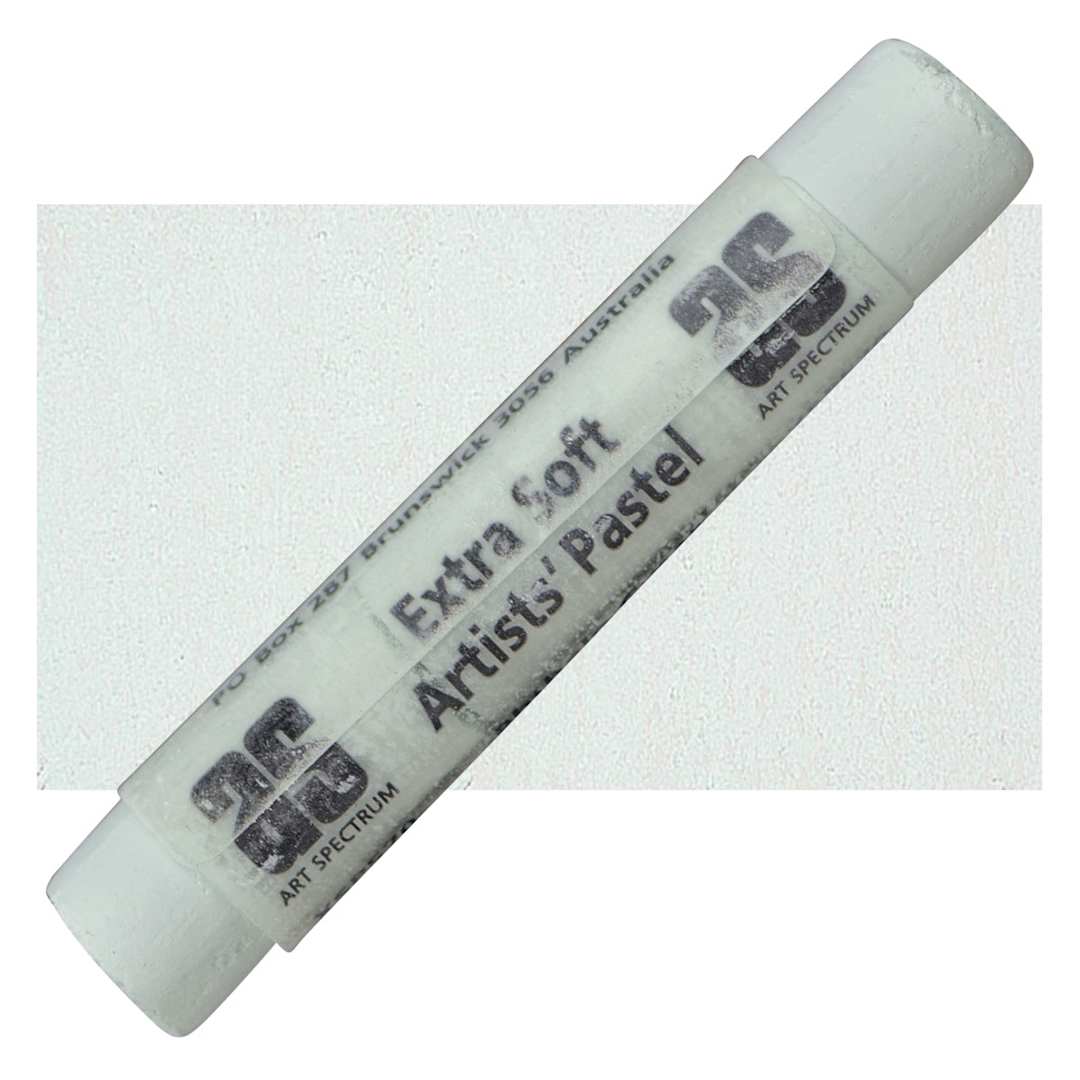 PO BOX 287 Brunswick 3056 Australia
Extra Soft
Artists' Pastel
AS
ART SPECTRUM
AS
ART SPECTRUM